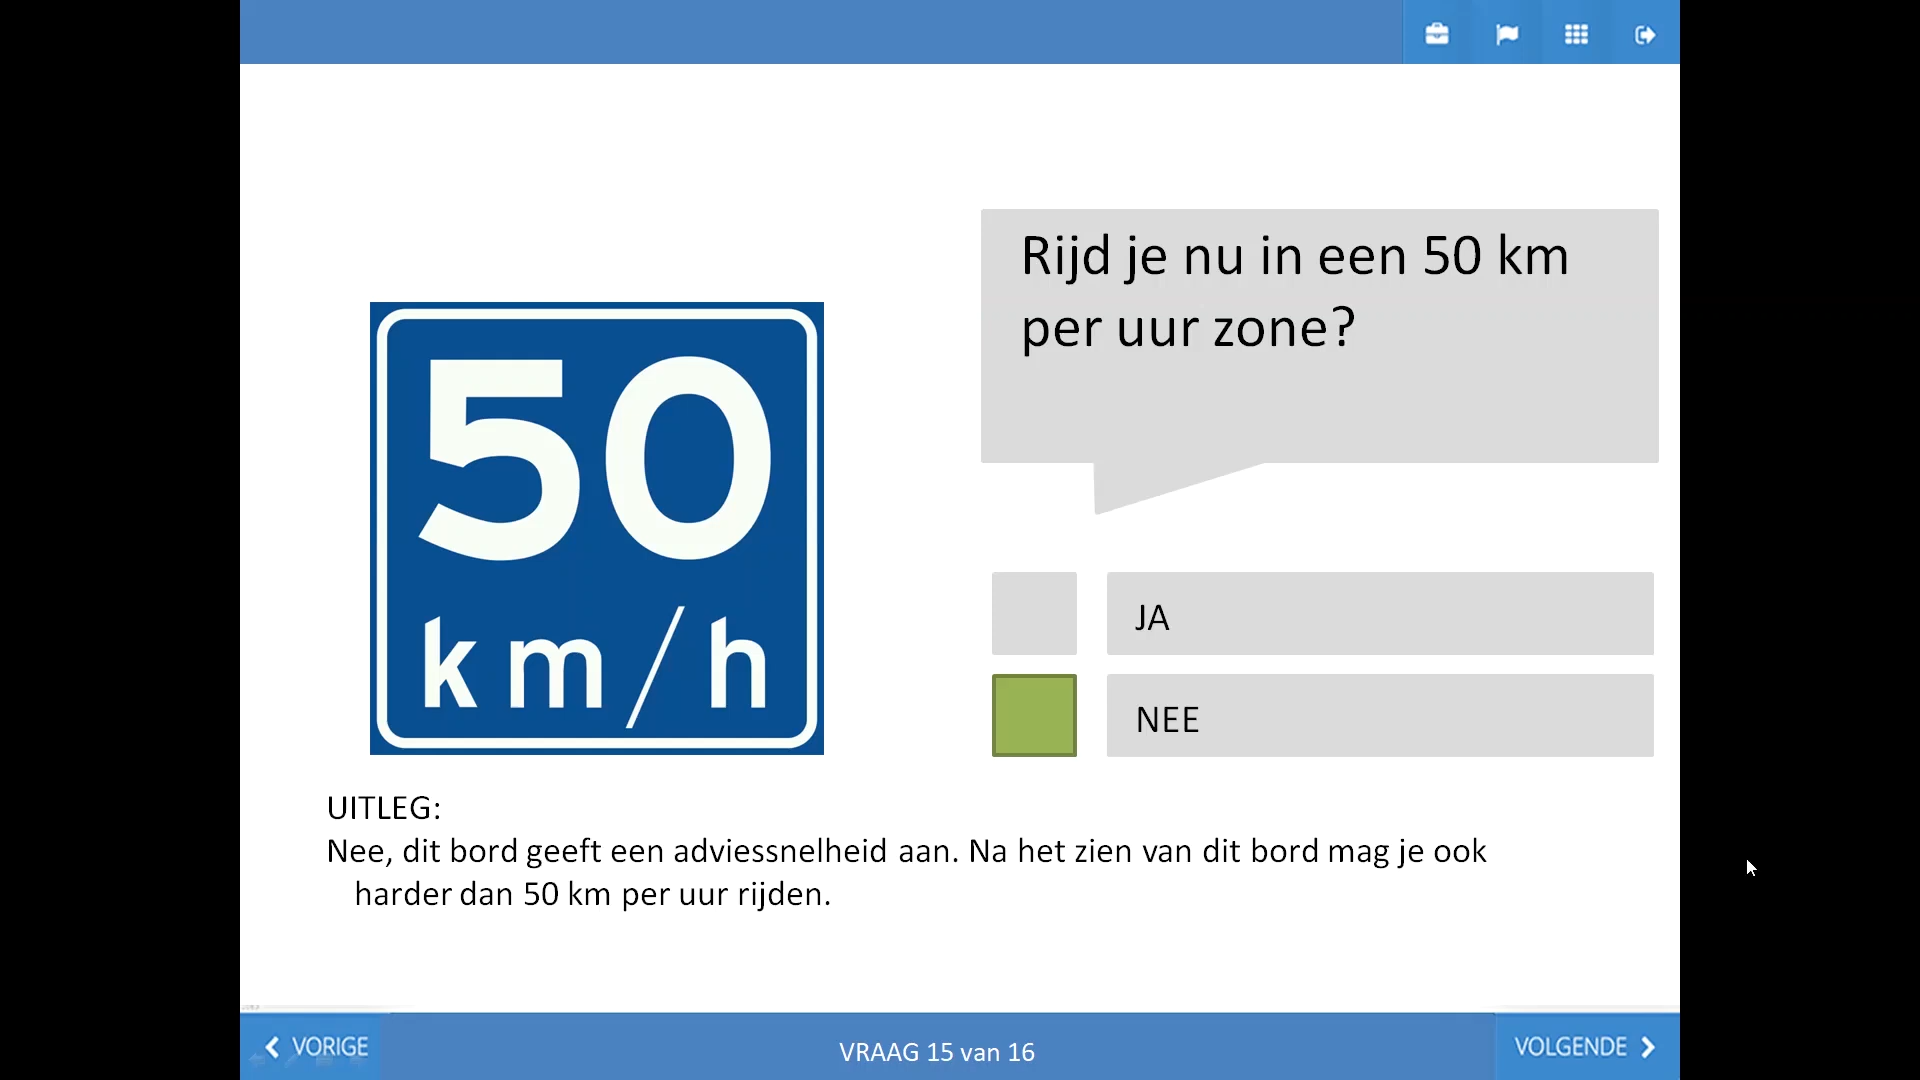 Rijd je nu in een 50 km
per uur zone?
50
km/h
JA
NEE
UITLEG:
Nee, dit bord geeft een adviessnelheid aan. Na het zien van dit bord mag je ook
harder dan 50 km per uur rijden.
VORIGE
VRAAG 15 van 16
VOLGENDE